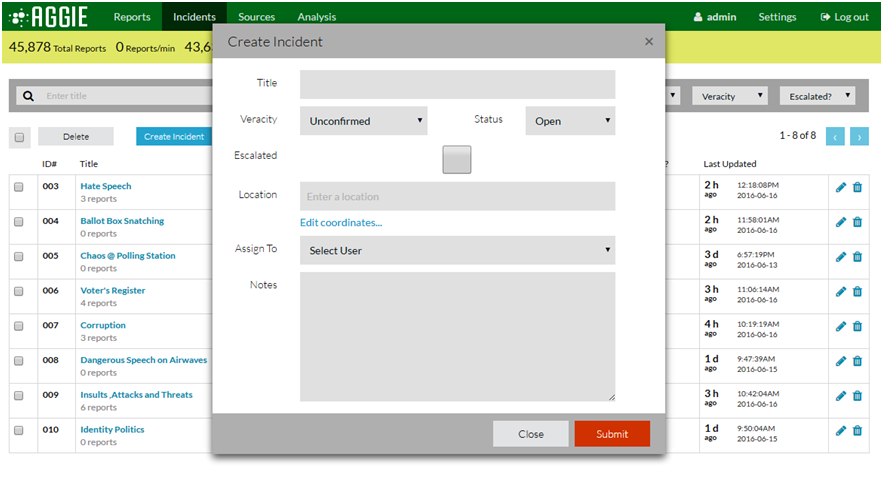 AGGIE Reports Incidents Sources Analysis admin Settings Log out
45,878 Total Reports 0 Reports/min
Create Incident ×
Enter title
Veracity Escalated?
Title
Veracity Unconfirmed Status Open
Delete Create Incident 1 - 8 of 8 ‹ ›
Escalated
ID# Title Last Updated
Location Enter a location
Edit coordinates...
Assign To Select User
Notes
003 Hate Speech 2 h 12:18:08PM
3 reports ago 2016-06-16
004 Ballot Box Snatching 2 h 11:58:01AM
0 reports ago 2016-06-16
005 Chaos @ Polling Station 3 d 6:57:19PM
0 reports ago 2016-06-13
006 Voter's Register 3 h 11:06:14AM
4 reports ago 2016-06-16
007 Corruption 4 h 10:19:19AM
3 reports ago 2016-06-16
008 Dangerous Speech on Airwaves 1 d 9:47:39AM
0 reports ago 2016-06-15
009 Insults ,Attacks and Threats 3 h 10:42:04AM
6 reports ago 2016-06-16
010 Identity Politics 1 d 9:50:04AM
0 reports ago 2016-06-15
Close Submit